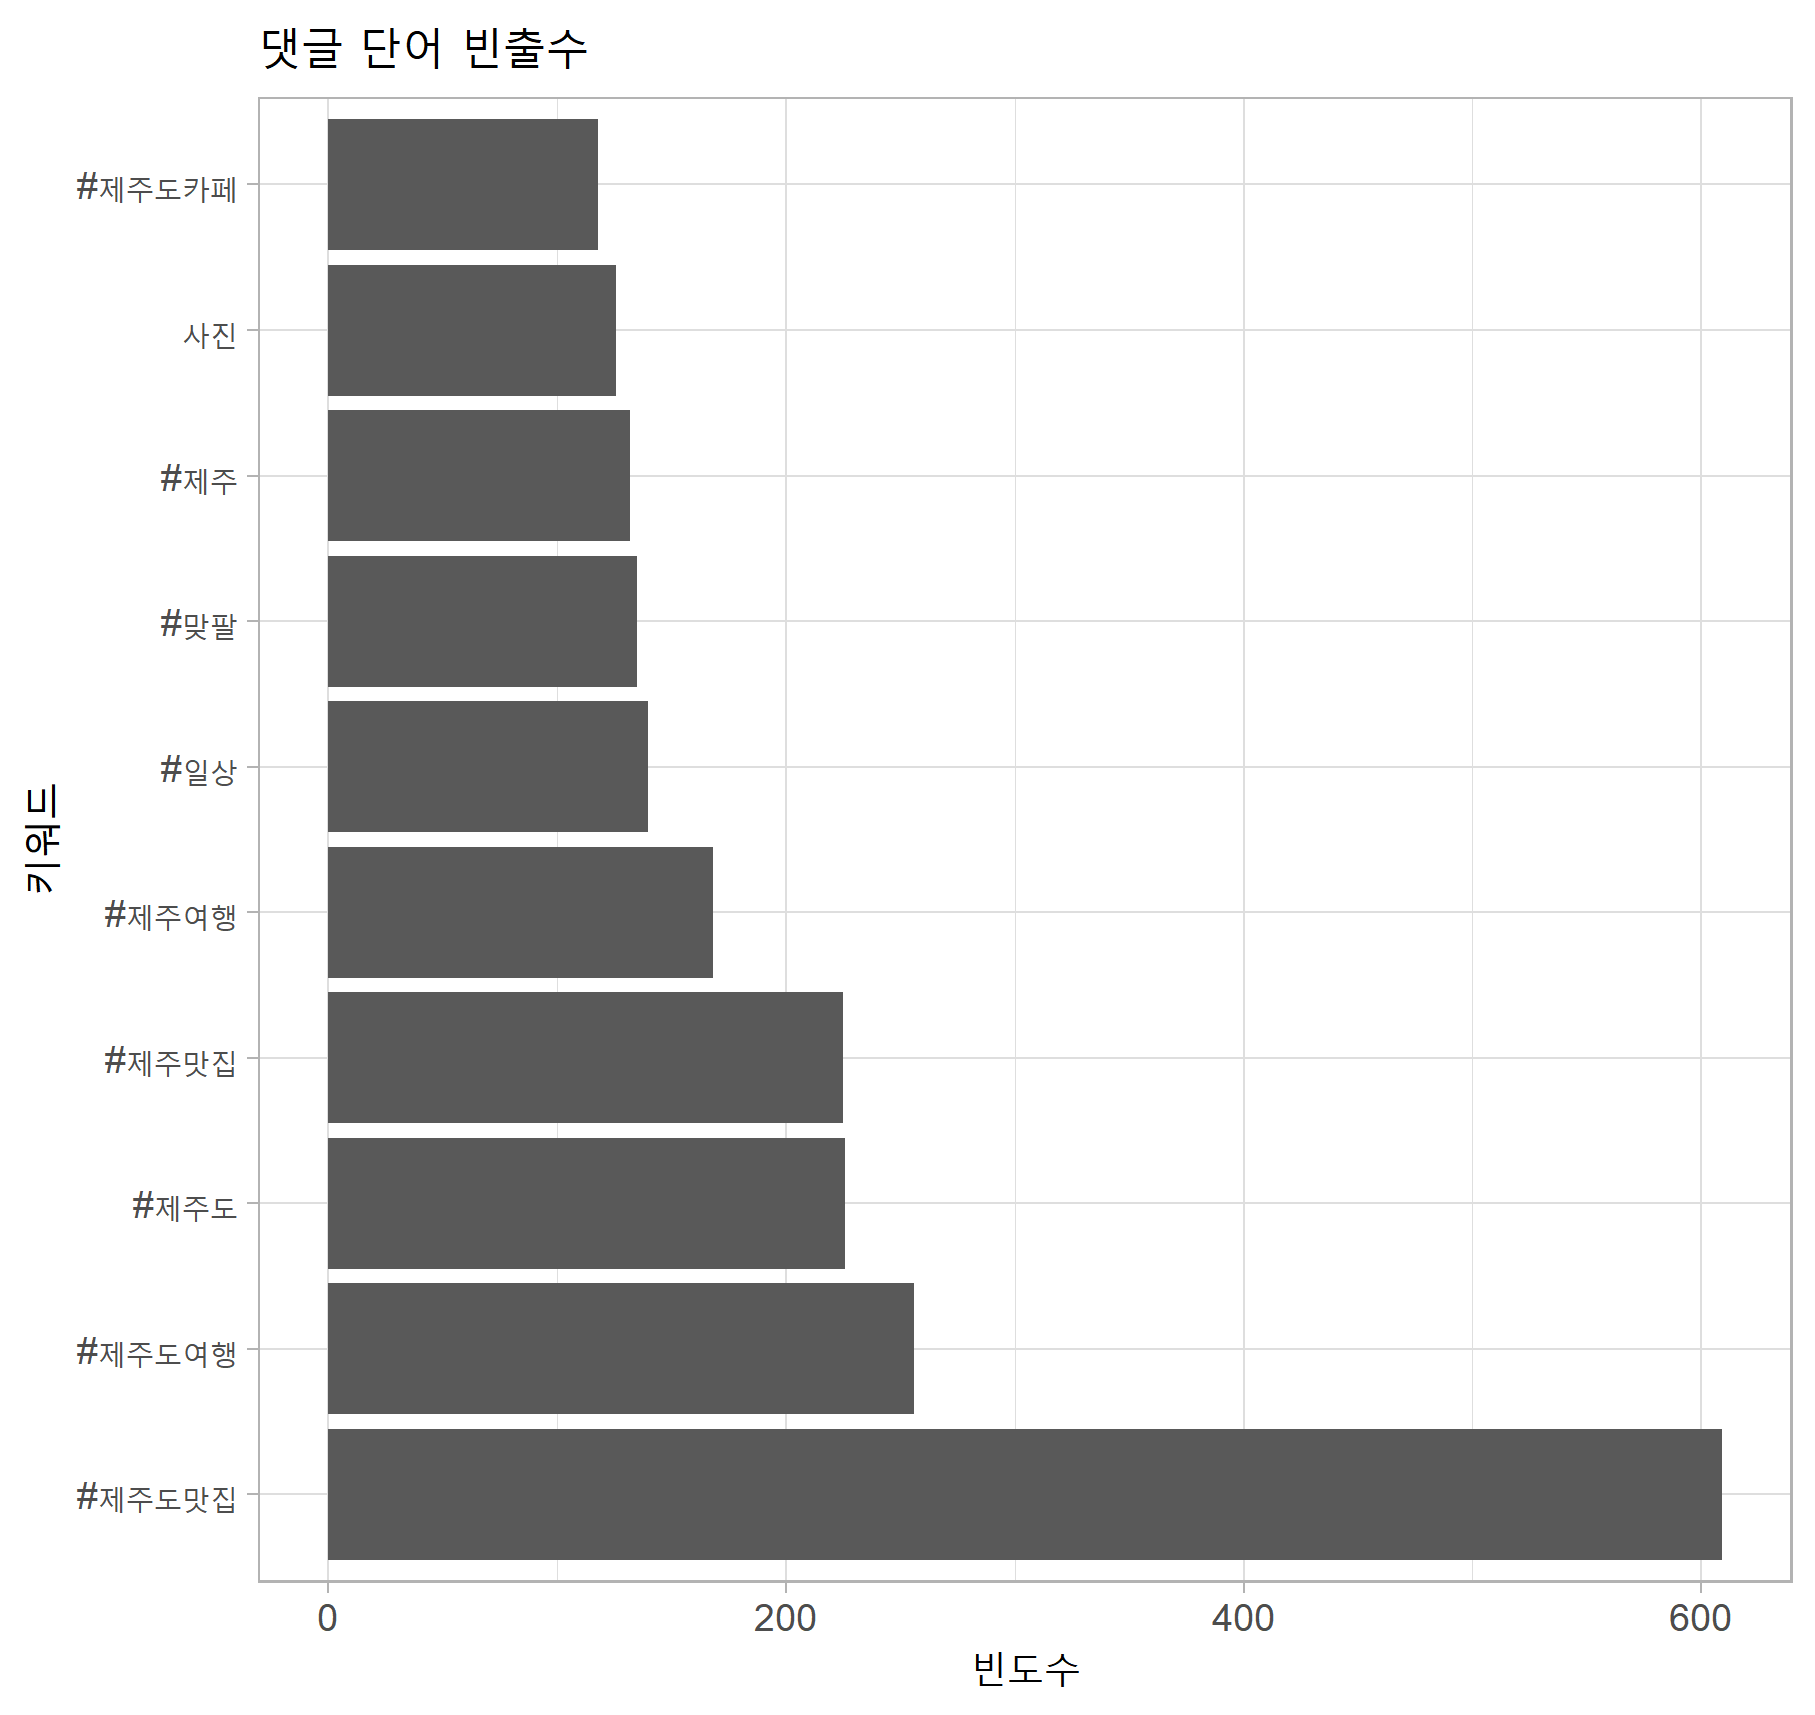 댓글 단어 빈출수
키워드
#제주도카페
사진
#제주
#맞팔
#일상
#제주여행
#제주맛집
#제주도
#제주도여행
#제주도맛집
0 200 400 600
빈도수